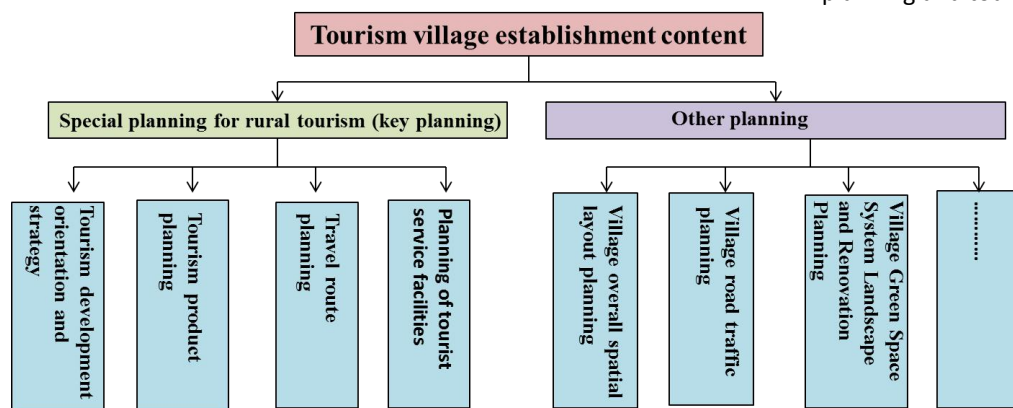 Tourism village establishment content
Special planning for rural tourism (key planning)
Other planning
Tourism development
orientation and
strategy
Tourism product
planning
Travel route
planning
Planning of tourist
service facilities
Village overall spatial
layout planning
Village road traffic
planning
Village Green Space
System Landscape
and Renovation
Planning
............